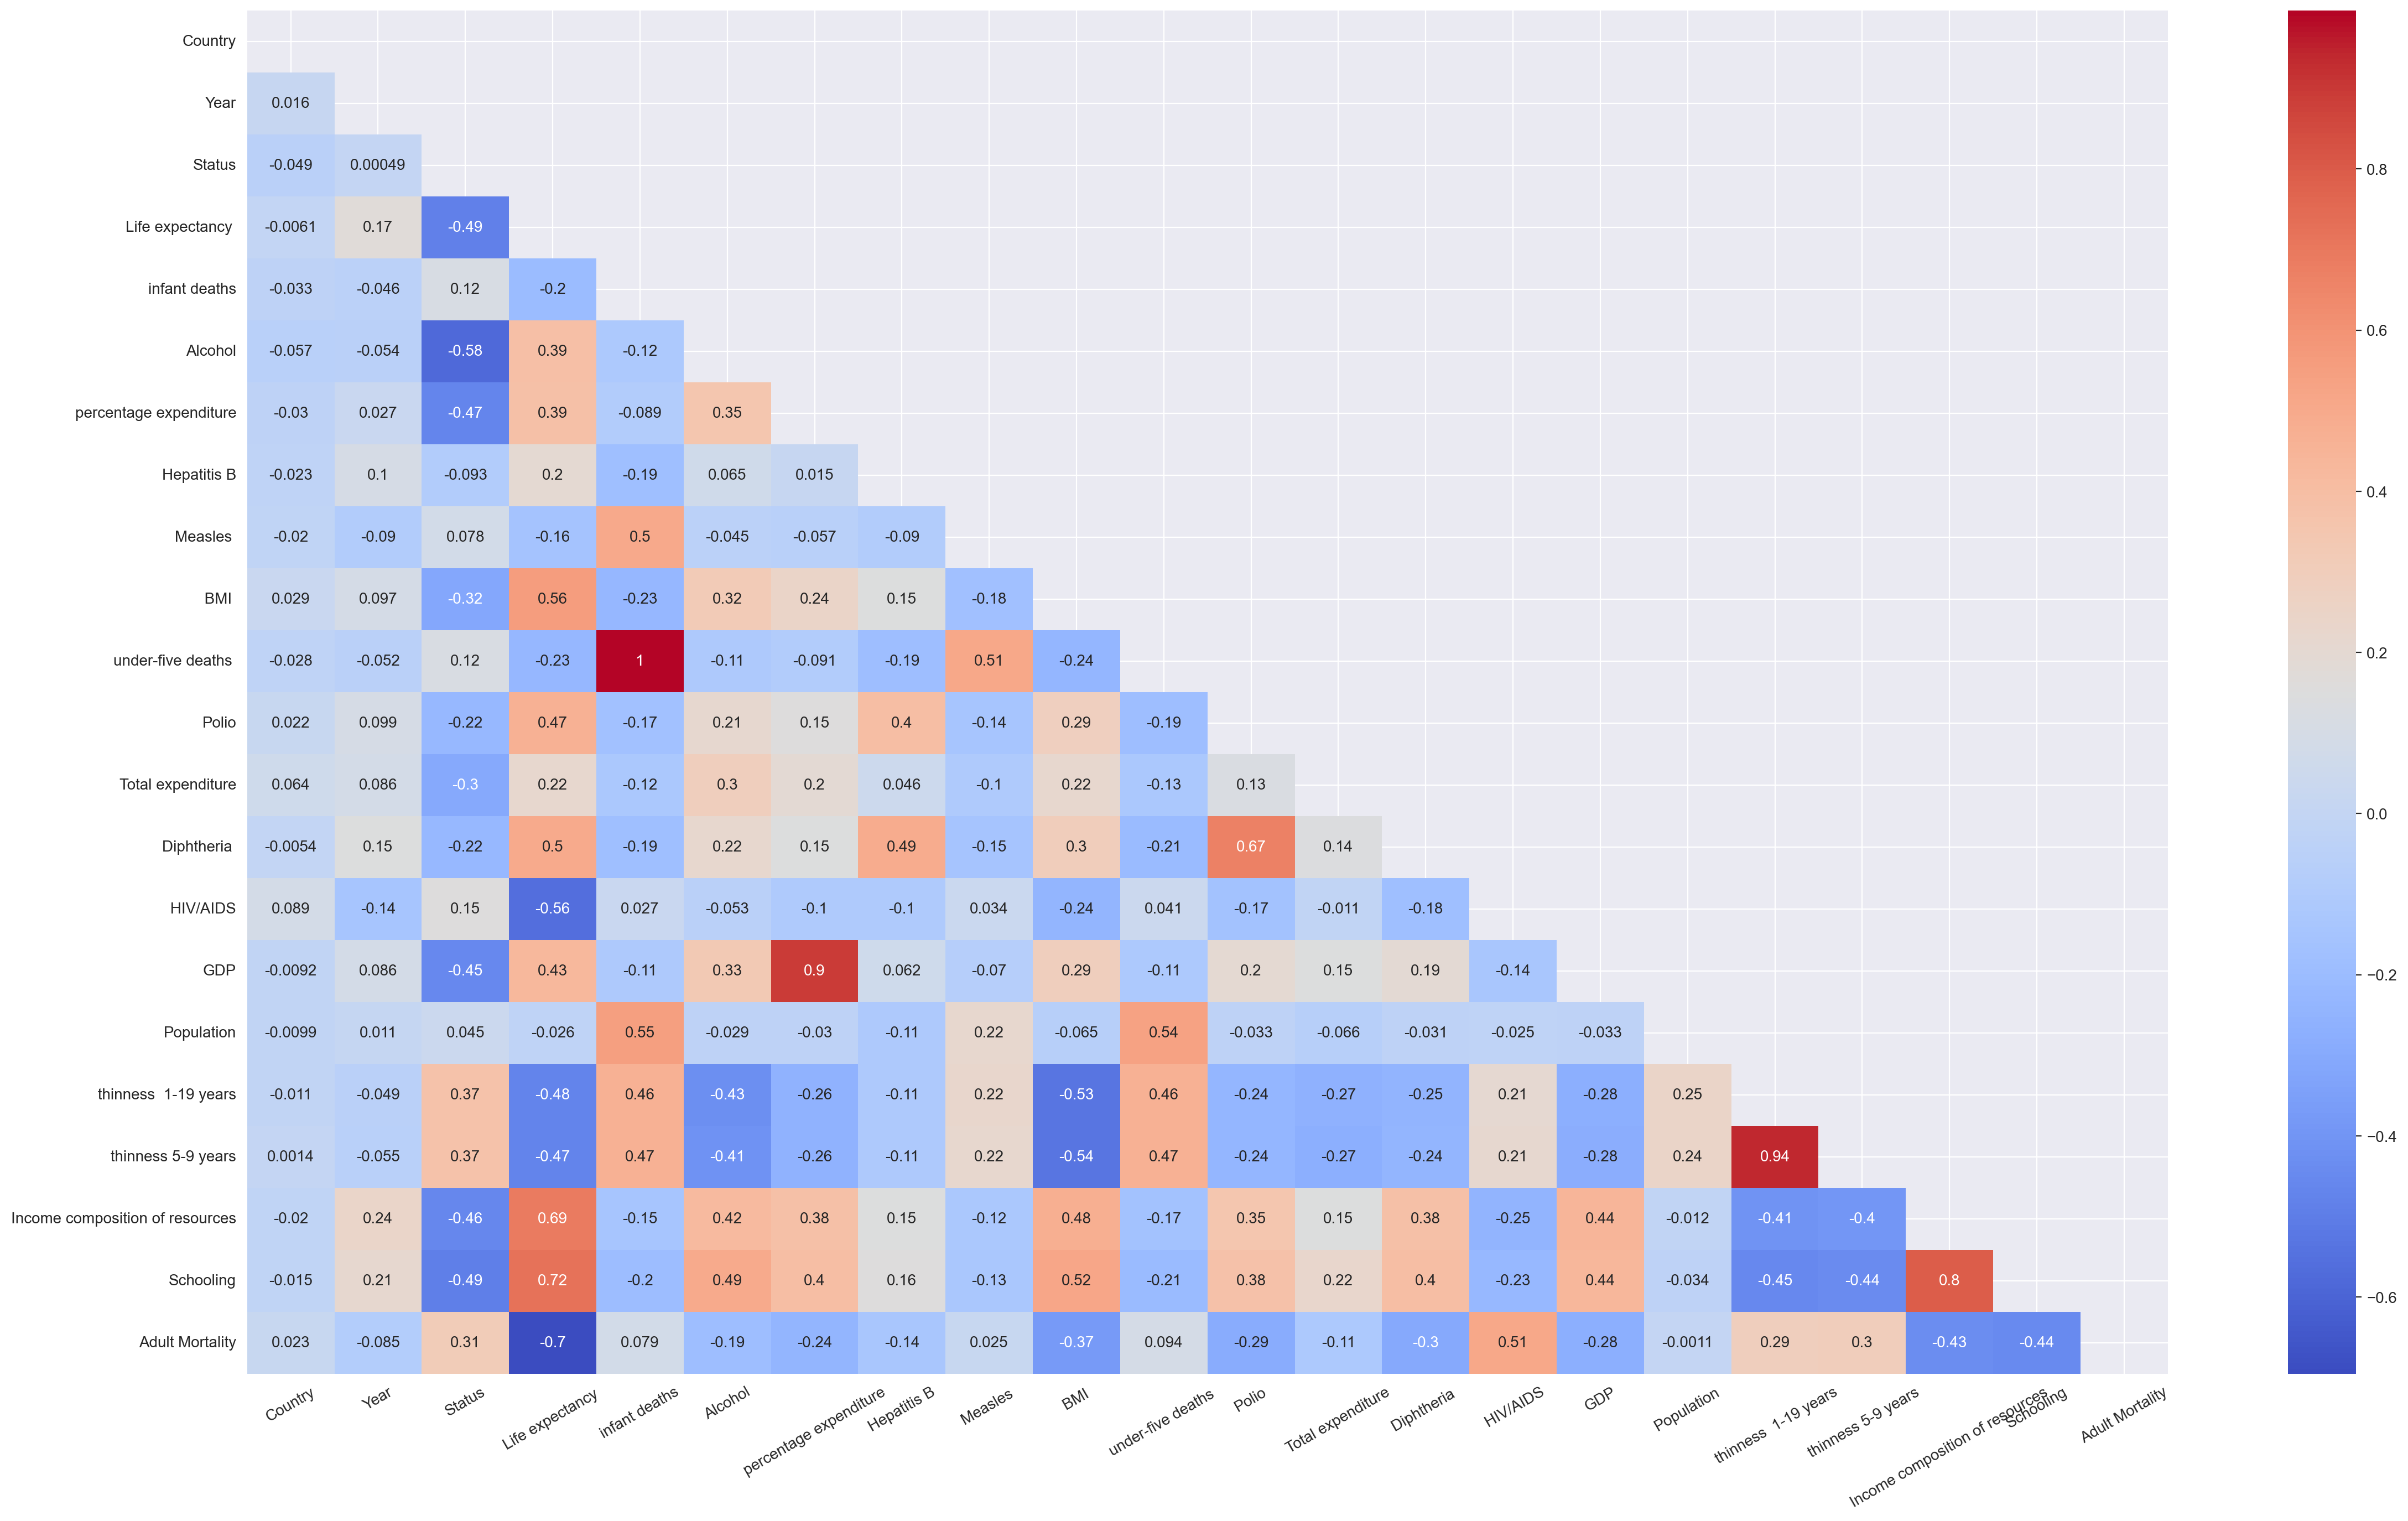 Country
Year 0.016
Status -0.049 0.00049
Life expectancy -0.0061 0.17 -0.49
infant deaths -0.033 -0.046 0.12 -0.2
Alcohol -0.057 -0.054 -0.58 0.39 -0.12
percentage expenditure -0.03 0.027 -0.47 0.39 -0.089 0.35
Hepatitis B -0.023 0.1 -0.093 0.2 -0.19 0.065 0.015
Measles -0.02 -0.09 0.078 -0.16 0.5 -0.045 -0.057 -0.09
BMI 0.029 0.097 -0.32 0.56 -0.23 0.32 0.24 0.15 -0.18
under-five deaths -0.028 -0.052 0.12 -0.23 1 -0.11 -0.091 -0.19 0.51 -0.24
Polio 0.022 0.099 -0.22 0.47 -0.17 0.21 0.15 0.4 -0.14 0.29 -0.19
Total expenditure 0.064 0.086 -0.3 0.22 -0.12 0.3 0.2 0.046 -0.1 0.22 -0.13 0.13
Diphtheria -0.0054 0.15 -0.22 0.5 -0.19 0.22 0.15 0.49 -0.15 0.3 -0.21 0.67 0.14
HIV/AIDS 0.089 -0.14 0.15 -0.56 0.027 -0.053 -0.1 -0.1 0.034 -0.24 0.041 -0.17 -0.011 -0.18
GDP -0.0092 0.086 -0.45 0.43 -0.11 0.33 0.9 0.062 -0.07 0.29 -0.11 0.2 0.15 0.19 -0.14
Population -0.0099 0.011 0.045 -0.026 0.55 -0.029 -0.03 -0.11 0.22 -0.065 0.54 -0.033 -0.066 -0.031 -0.025 -0.033
thinness  1-19 years -0.011 -0.049 0.37 -0.48 0.46 -0.43 -0.26 -0.11 0.22 -0.53 0.46 -0.24 -0.27 -0.25 0.21 -0.28 0.25
thinness 5-9 years 0.0014 -0.055 0.37 -0.47 0.47 -0.41 -0.26 -0.11 0.22 -0.54 0.47 -0.24 -0.27 -0.24 0.21 -0.28 0.24 0.94
Income composition of resources -0.02 0.24 -0.46 0.69 -0.15 0.42 0.38 0.15 -0.12 0.48 -0.17 0.35 0.15 0.38 -0.25 0.44 -0.012 -0.41 -0.4
Schooling -0.015 0.21 -0.49 0.72 -0.2 0.49 0.4 0.16 -0.13 0.52 -0.21 0.38 0.22 0.4 -0.23 0.44 -0.034 -0.45 -0.44 0.8
Adult Mortality 0.023 -0.085 0.31 -0.7 0.079 -0.19 -0.24 -0.14 0.025 -0.37 0.094 -0.29 -0.11 -0.3 0.51 -0.28 -0.0011 0.29 0.3 -0.43 -0.44
Country
Year
Status
Life expectancy
infant deaths
Alcohol
percentage expenditure
Hepatitis B
Measles
BMI
under-five deaths
Polio
Total expenditure
Diphtheria
HIV/AIDS
GDP
Population
thinness  1-19 years
thinness 5-9 years
Income composition of resources
Schooling
Adult Mortality
0.8
0.6
0.4
0.2
0.0
−0.2
−0.4
−0.6